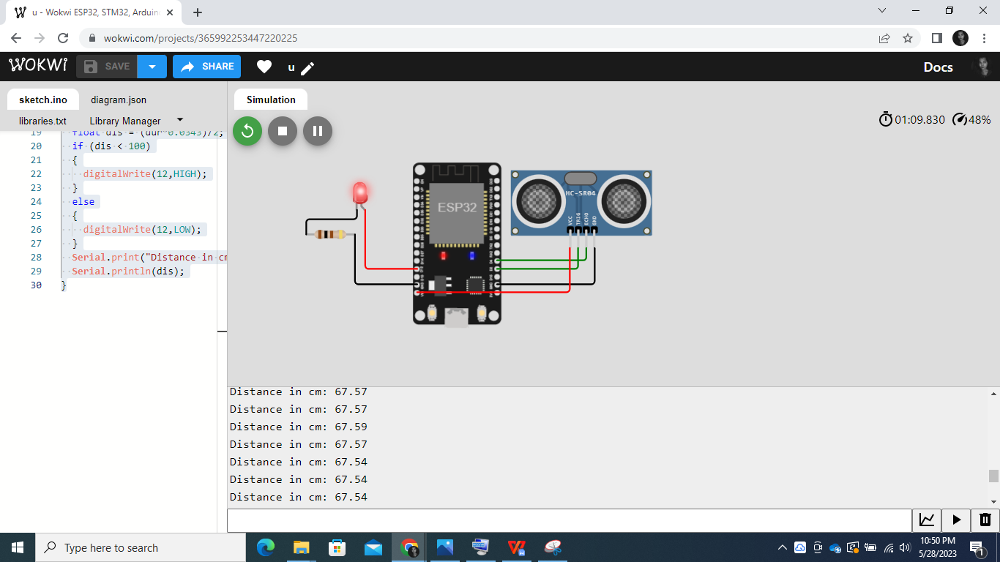 u - Wokwi ESP32, STM32, Arduin
wokwi.com/projects/365992253447220225
WOKWI
SAVE
SHARE
u
Docs
sketch.ino
diagram.json
libraries.txt
Library Manager
Simulation
01:09.830
48%
19 float dis = (dur*0.0343)/2;
20 if (dis < 100)
21 {
22 digitalWrite(12,HIGH);
23 }
24 else
25 {
26 digitalWrite(12,LOW);
27 }
28 Serial.print("Distance in cm
29 Serial.println(dis);
30 }
ESP32
HC-SR04
VCC
TRIG
ECHO
GND
Distance in cm: 67.57
Distance in cm: 67.57
Distance in cm: 67.59
Distance in cm: 67.57
Distance in cm: 67.54
Distance in cm: 67.54
Distance in cm: 67.54
Type here to search
10:50 PM
5/28/2023
1